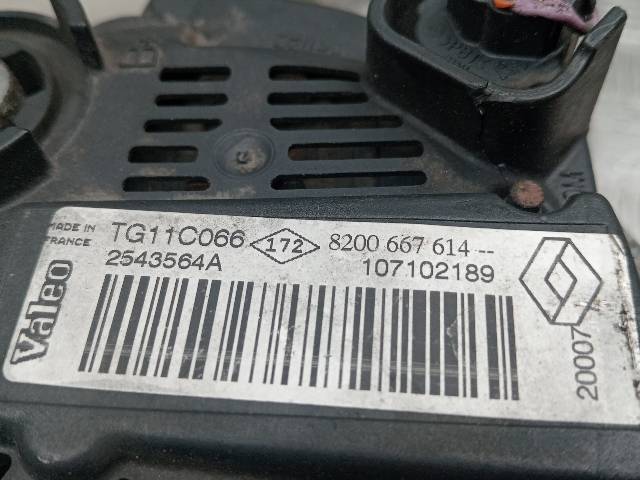 MADE IN
FRANCE
TG11C066
172
8200 667 614 --
2543564A
107102189
Valeo
20007